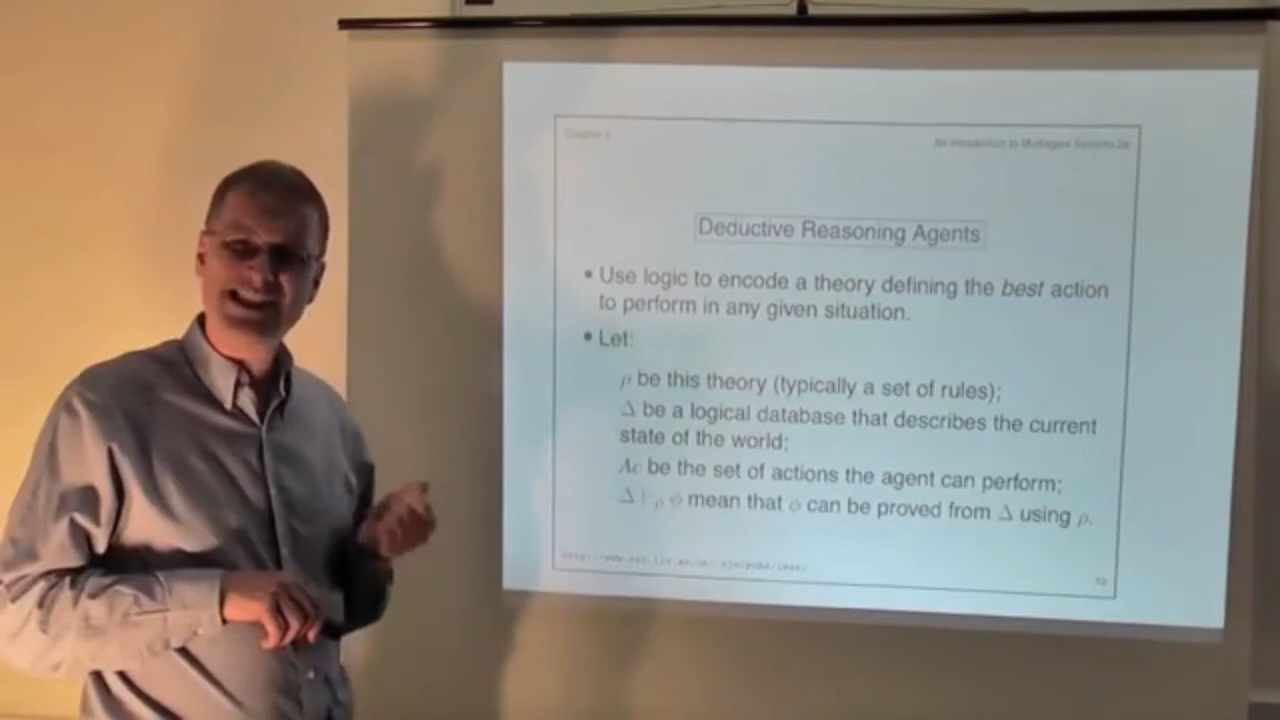 Chapter 3
An Introduction to Multiagent Systems 2e
Deductive Reasoning Agents
• Use logic to encode a theory defining the best action
to perform in any given situation.
• Let:
ρ be this theory (typically a set of rules);
Δ be a logical database that describes the current
state of the world;
Ac be the set of actions the agent can perform;
Δ ⊢ρ φ mean that φ can be proved from Δ using ρ.